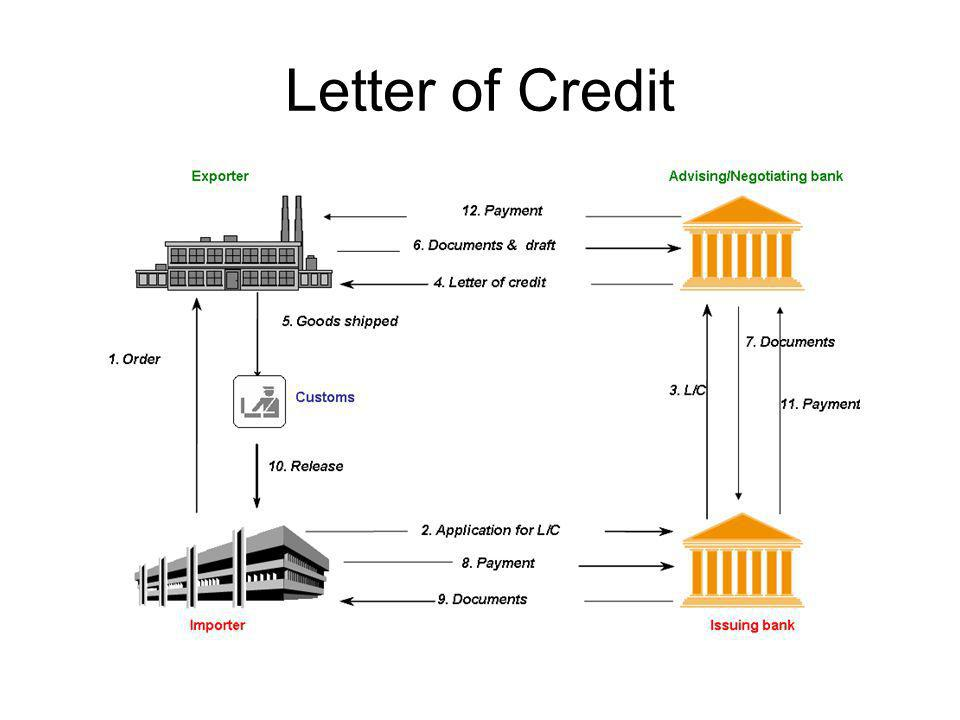 Letter of Credit
Exporter
Advising/Negotiating bank
12. Payment
6. Documents & draft
4. Letter of credit
5. Goods shipped
1. Order
7. Documents
3. L/C
Customs
11. Payment
10. Release
2. Application for L/C
8. Payment
9. Documents
Importer
Issuing bank